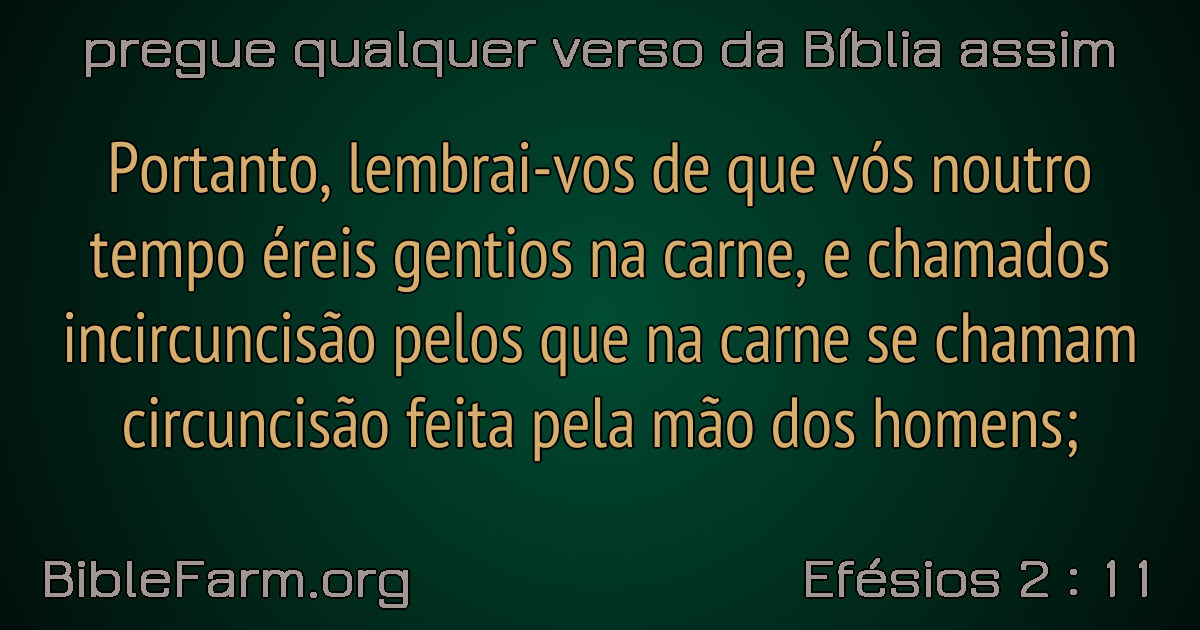 pregue qualquer verso da Bíblia assim
Portanto, lembrai-vos de que vós noutro
tempo éreis gentios na carne, e chamados
incircuncisão pelos que na carne se chamam
circuncisão feita pela mão dos homens;
BibleFarm.org
Efésios 2 : 11